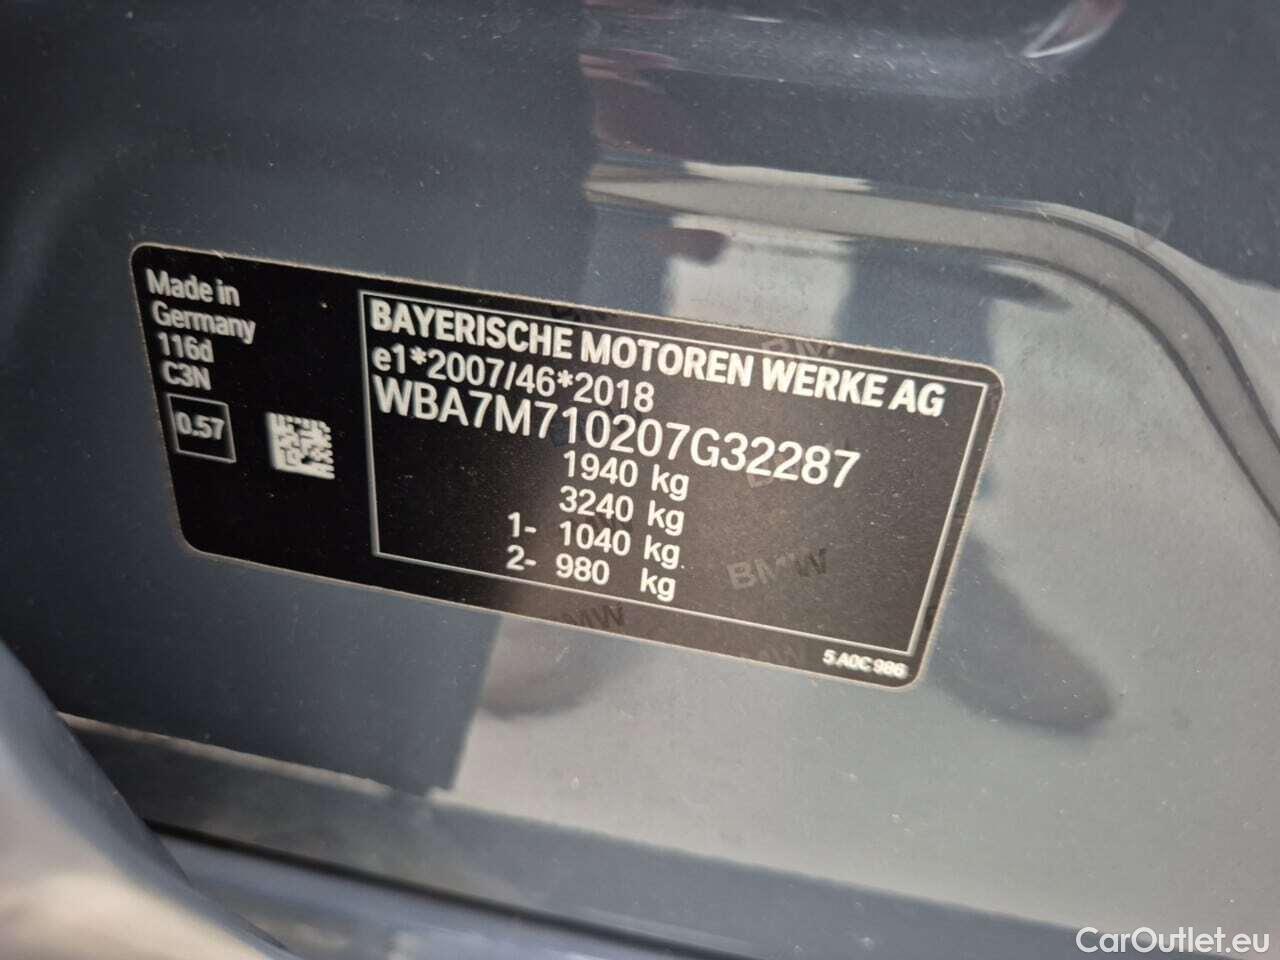 Made in
Germany
116d
C3N
0.57
BAYERISCHE MOTOREN WERKE AG
e1*2007/46*2018
WBA7M710207G32287
1940 kg
3240 kg
1- 1040 kg
2- 980 kg
BMW
BMW
5 A0C 986
CarOutlet.eu